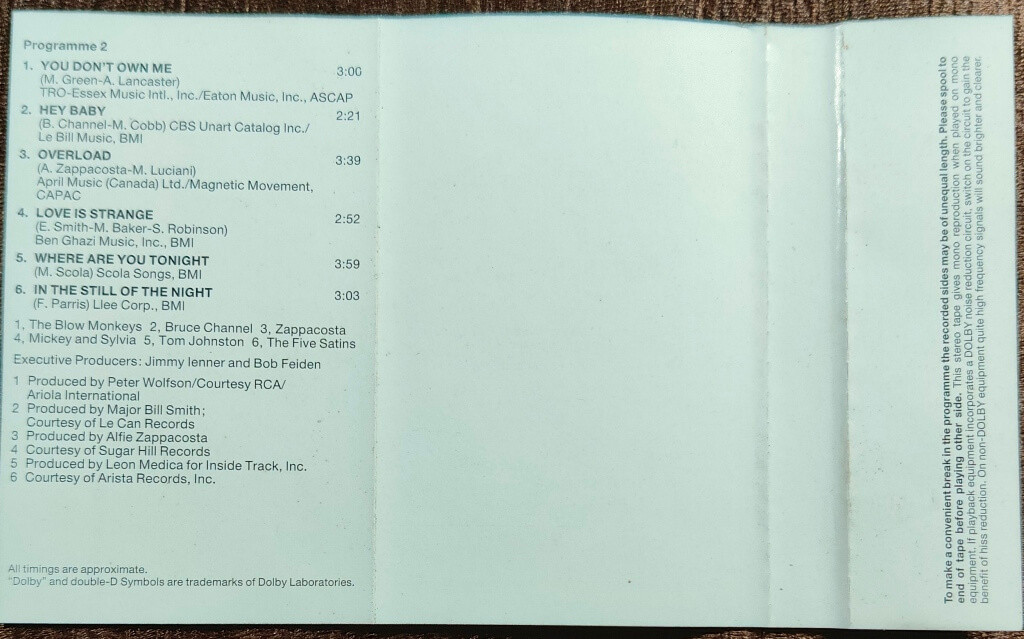 Programme 2
1. YOU DON'T OWN ME 3:00
(M. Green-A. Lancaster)
TRO-Essex Music Intl., Inc./Eaton Music, Inc., ASCAP
2. HEY BABY 2:21
(B. Channel-M. Cobb) CBS Unart Catalog Inc./
Le Bill Music, BMI
3. OVERLOAD 3:39
(A. Zappacosta-M. Luciani)
April Music (Canada) Ltd./Magnetic Movement,
CAPAC
4. LOVE IS STRANGE 2:52
(E. Smith-M. Baker-S. Robinson)
Ben Ghazi Music, Inc., BMI
5. WHERE ARE YOU TONIGHT 3:59
(M. Scola) Scola Songs, BMI
6. IN THE STILL OF THE NIGHT 3:03
(F. Parris) Llee Corp., BMI
1, The Blow Monkeys 2, Bruce Channel 3, Zappacosta
4, Mickey and Sylvia 5, Tom Johnston 6, The Five Satins
Executive Producers: Jimmy Ienner and Bob Feiden
1 Produced by Peter Wolfson/Courtesy RCA/
Ariola International
2 Produced by Major Bill Smith;
Courtesy of Le Can Records
3 Produced by Alfie Zappacosta
4 Courtesy of Sugar Hill Records
5 Produced by Leon Medica for Inside Track, Inc.
6 Courtesy of Arista Records, Inc.
All timings are approximate.
"Dolby" and double-D Symbols are trademarks of Dolby Laboratories.
To make a convenient break in the programme the recorded sides may be of unequal length. Please spool to
end of tape before playing other side. This stereo tape gives mono reproduction when played on mono
equipment. If playback equipment incorporates a DOLBY noise reduction circuit, switch on the circuit to gain the
benefit of hiss reduction. On non-DOLBY equipment quite high frequency signals will sound brighter and clearer.